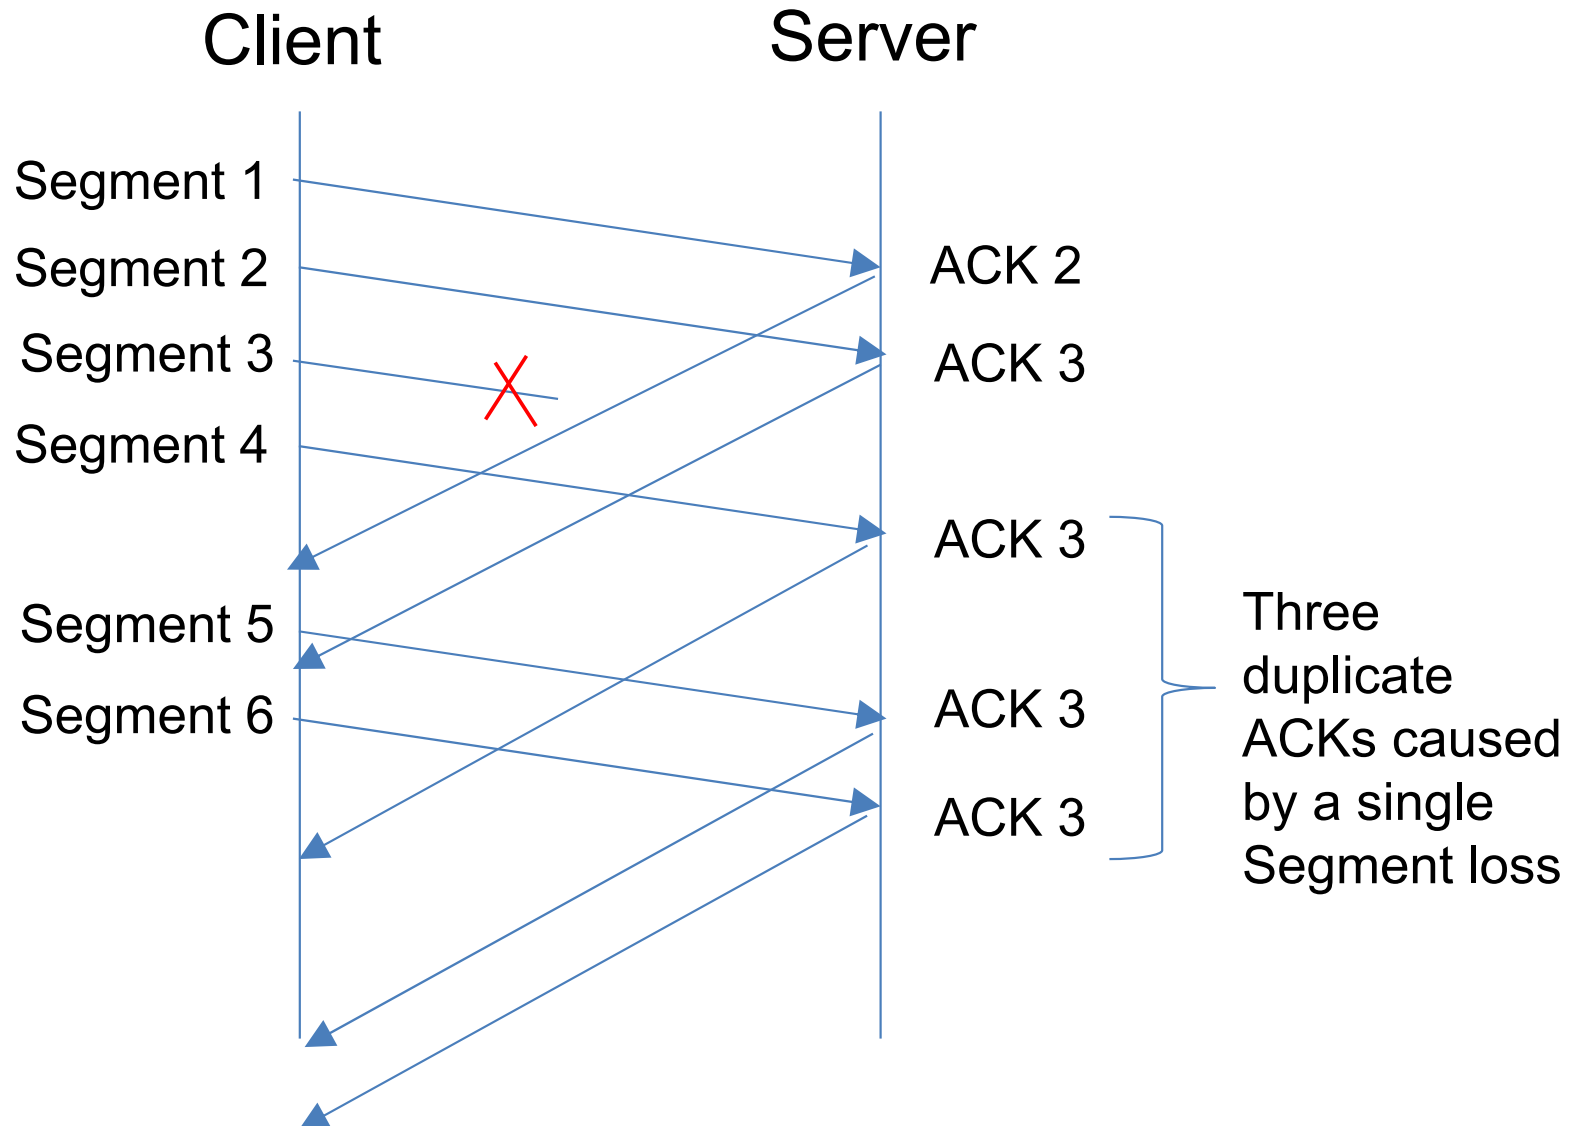 Client
Server
Segment 1
Segment 2
ACK 2
Segment 3
ACK 3
Segment 4
ACK 3
Segment 5
Segment 6
ACK 3
ACK 3
Three
duplicate
ACKs caused
by a single
Segment loss